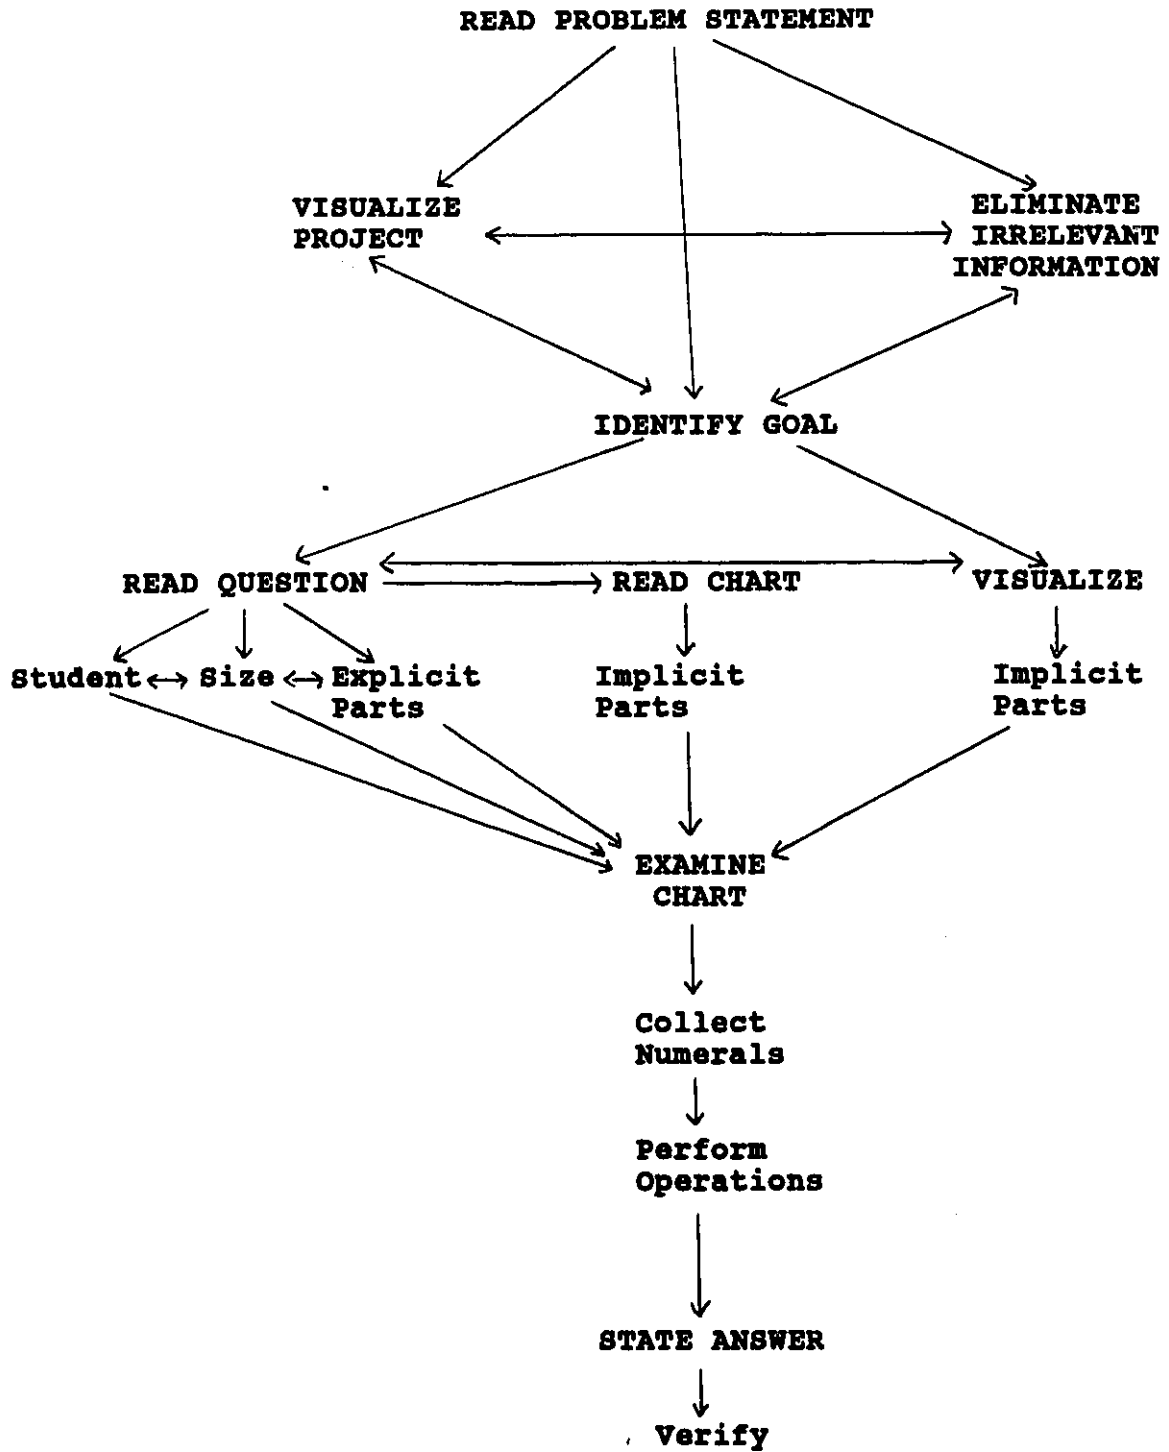 READ PROBLEM STATEMENT
VISUALIZE
PROJECT
ELIMINATE
IRRELEVANT
INFORMATION
IDENTIFY GOAL
READ QUESTION
READ CHART
VISUALIZE
Student
Size
Explicit
Parts
Implicit
Parts
Implicit
Parts
EXAMINE
CHART
Collect
Numerals
Perform
Operations
STATE ANSWER
Verify